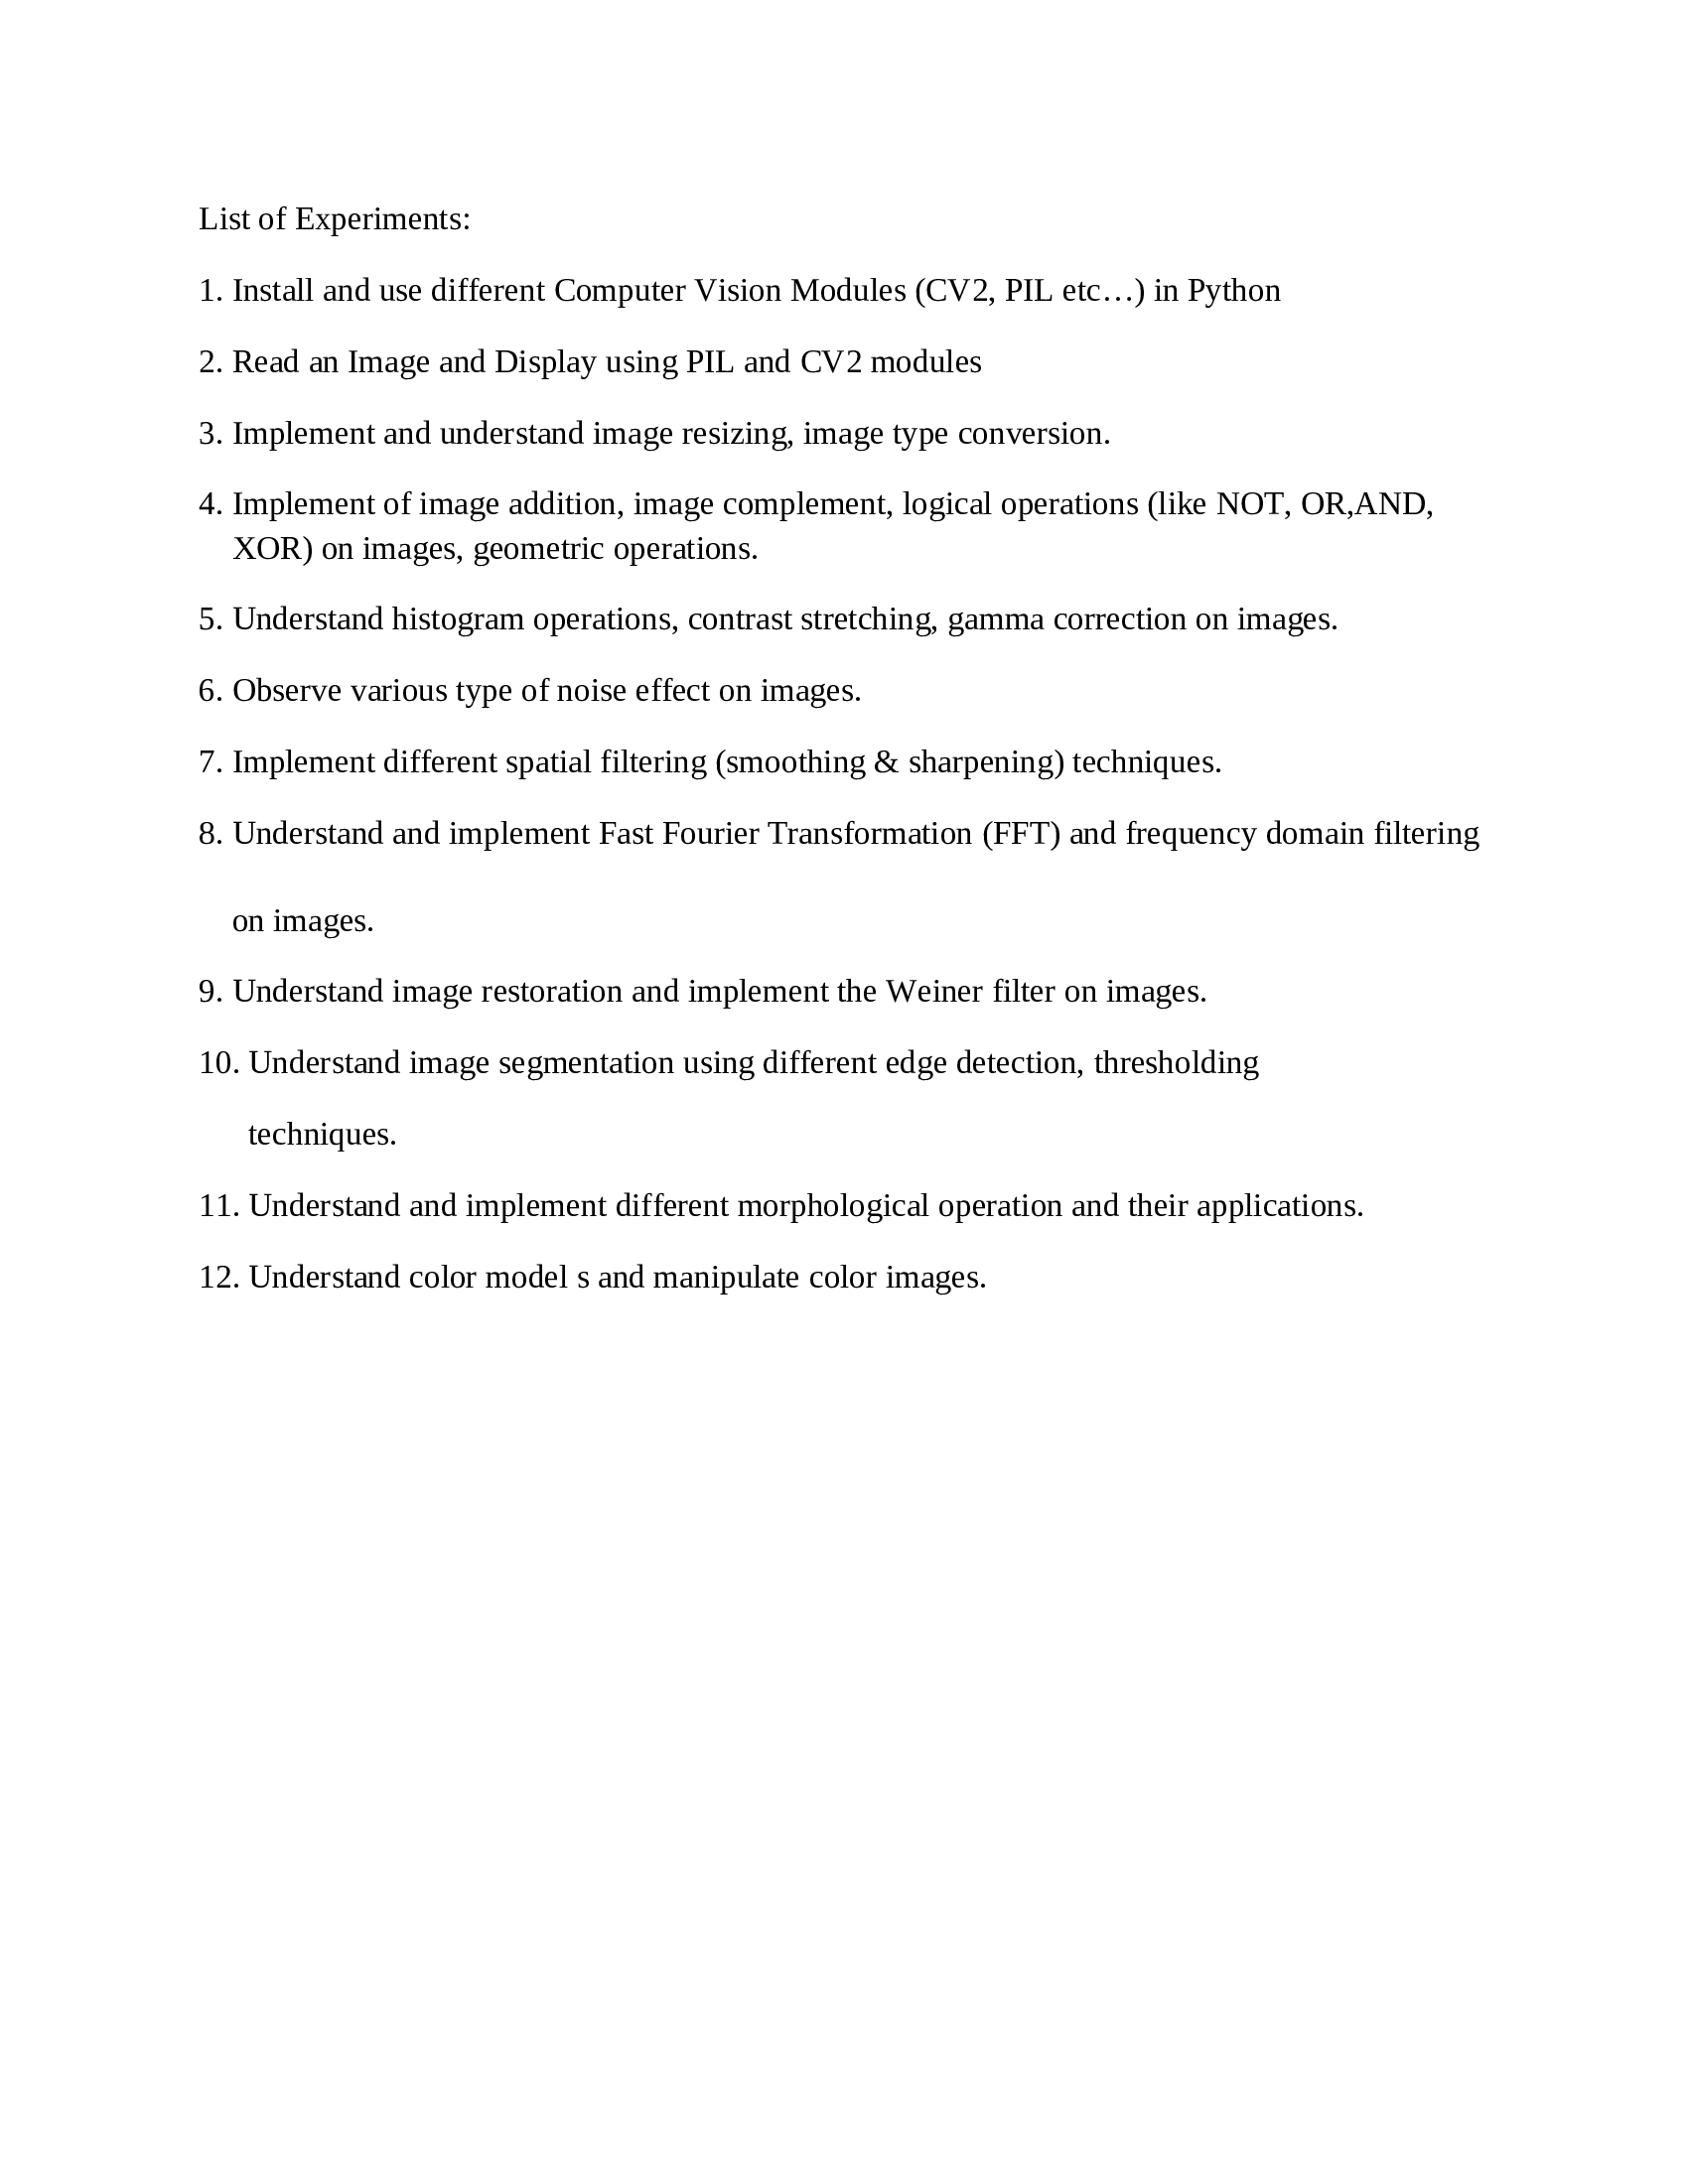 List of Experiments:
1. Install and use different Computer Vision Modules (CV2, PIL etc…) in Python
2. Read an Image and Display using PIL and CV2 modules
3. Implement and understand image resizing, image type conversion.
4. Implement of image addition, image complement, logical operations (like NOT, OR,AND,
XOR) on images, geometric operations.
5. Understand histogram operations, contrast stretching, gamma correction on images.
6. Observe various type of noise effect on images.
7. Implement different spatial filtering (smoothing & sharpening) techniques.
8. Understand and implement Fast Fourier Transformation (FFT) and frequency domain filtering
on images.
9. Understand image restoration and implement the Weiner filter on images.
10. Understand image segmentation using different edge detection, thresholding
techniques.
11. Understand and implement different morphological operation and their applications.
12. Understand color model s and manipulate color images.